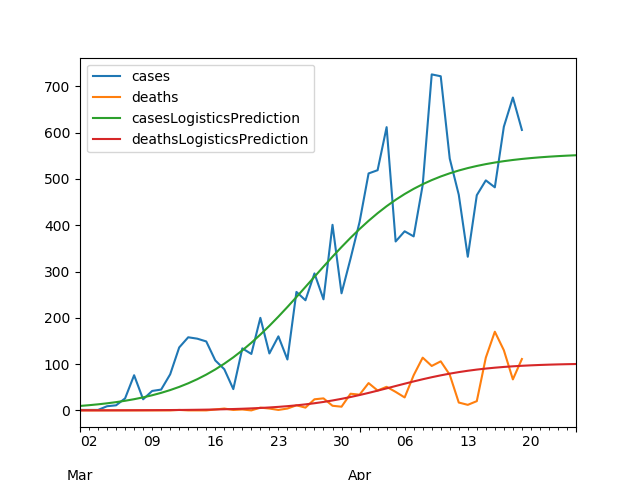 cases
deaths
casesLogisticsPrediction
deathsLogisticsPrediction
700
600
500
400
300
200
100
0
02 09 16 23 30 06 13 20
Mar Apr